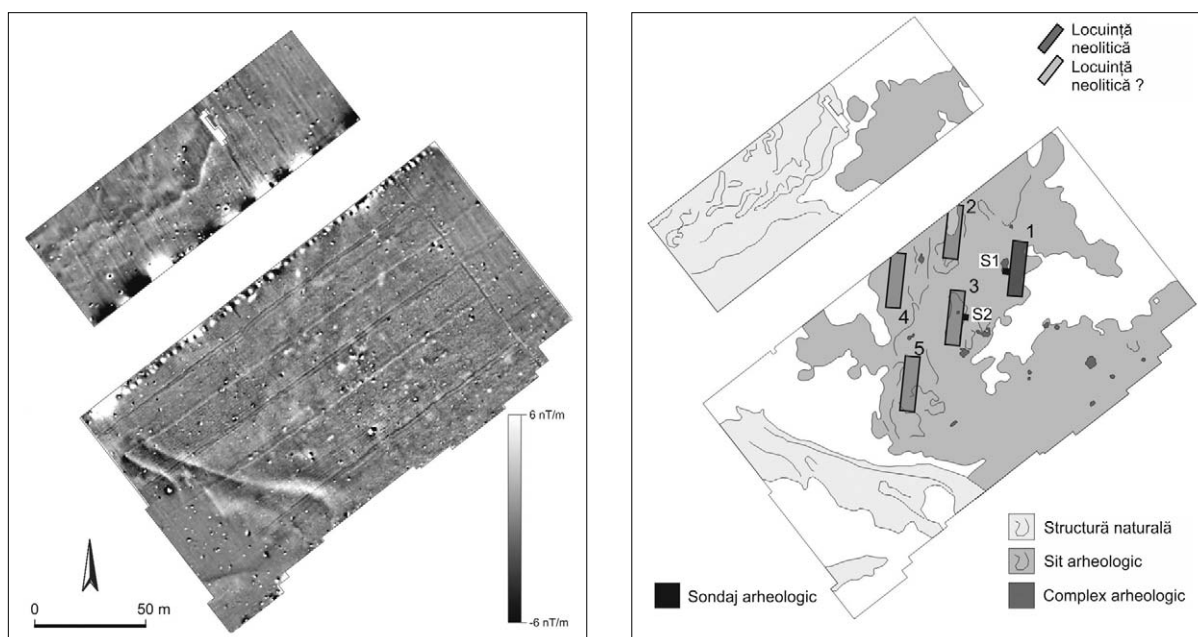 6 nT/m
-6 nT/m
0
50 m
Locuință
neolitică
Locuință
neolitică ?
2
1
S1
3
S2
4
5
Structură naturală
Sit arheologic
Complex arheologic
Sondaj arheologic